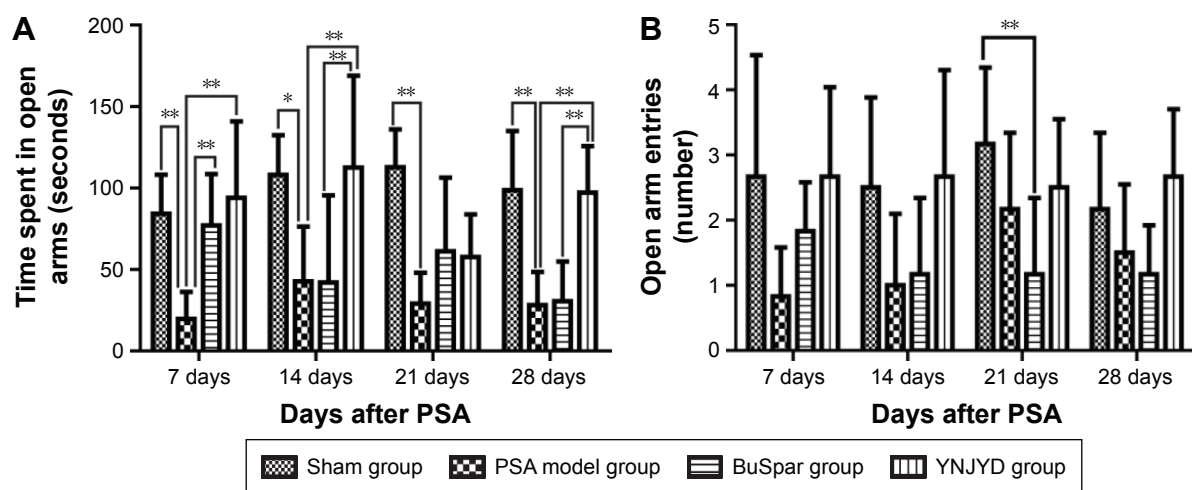 A
Time spent in open
arms (seconds)
200
150
100
50
0
**
**
**
*
**
**
**
**
**
**
7 days
14 days
21 days
28 days
Days after PSA
B
Open arm entries
(number)
5
4
3
2
1
0
**
7 days
14 days
21 days
28 days
Days after PSA
Sham group
PSA model group
BuSpar group
YNJYD group